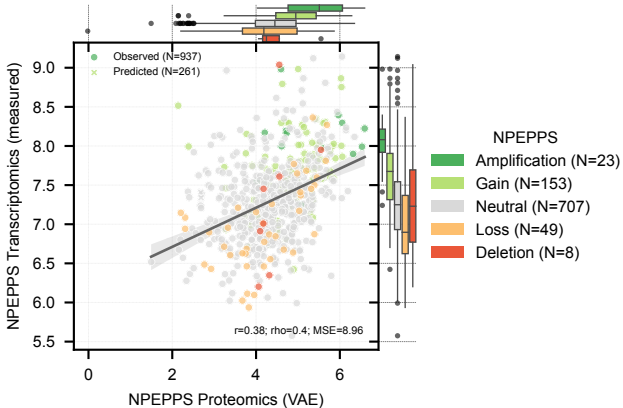 Observed (N=937)
Predicted (N=261)
9.0
8.5
8.0
7.5
7.0
6.5
6.0
5.5
NPEPPS Transcriptomics (measured)
r=0.38; rho=0.4; MSE=8.96
0 2 4 6
NPEPPS Proteomics (VAE)
NPEPPS
Amplification (N=23)
Gain (N=153)
Neutral (N=707)
Loss (N=49)
Deletion (N=8)